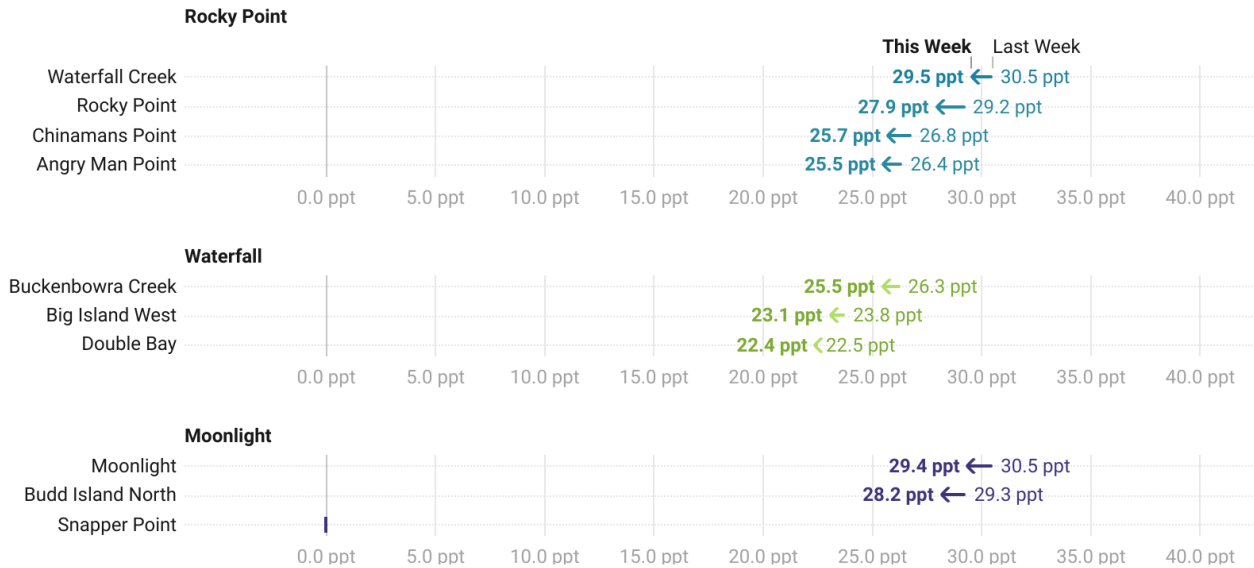 Rocky Point
This Week Last Week
Waterfall Creek 29.5 ppt 30.5 ppt
Rocky Point 27.9 ppt 29.2 ppt
Chinamans Point 25.7 ppt 26.8 ppt
Angry Man Point 25.5 ppt 26.4 ppt
0.0 ppt 5.0 ppt 10.0 ppt 15.0 ppt 20.0 ppt 25.0 ppt 30.0 ppt 35.0 ppt 40.0 ppt
Waterfall
Buckenbowra Creek 25.5 ppt 26.3 ppt
Big Island West 23.1 ppt 23.8 ppt
Double Bay 22.4 ppt 22.5 ppt
0.0 ppt 5.0 ppt 10.0 ppt 15.0 ppt 20.0 ppt 25.0 ppt 30.0 ppt 35.0 ppt 40.0 ppt
Moonlight
Moonlight 29.4 ppt 30.5 ppt
Budd Island North 28.2 ppt 29.3 ppt
Snapper Point
0.0 ppt 5.0 ppt 10.0 ppt 15.0 ppt 20.0 ppt 25.0 ppt 30.0 ppt 35.0 ppt 40.0 ppt